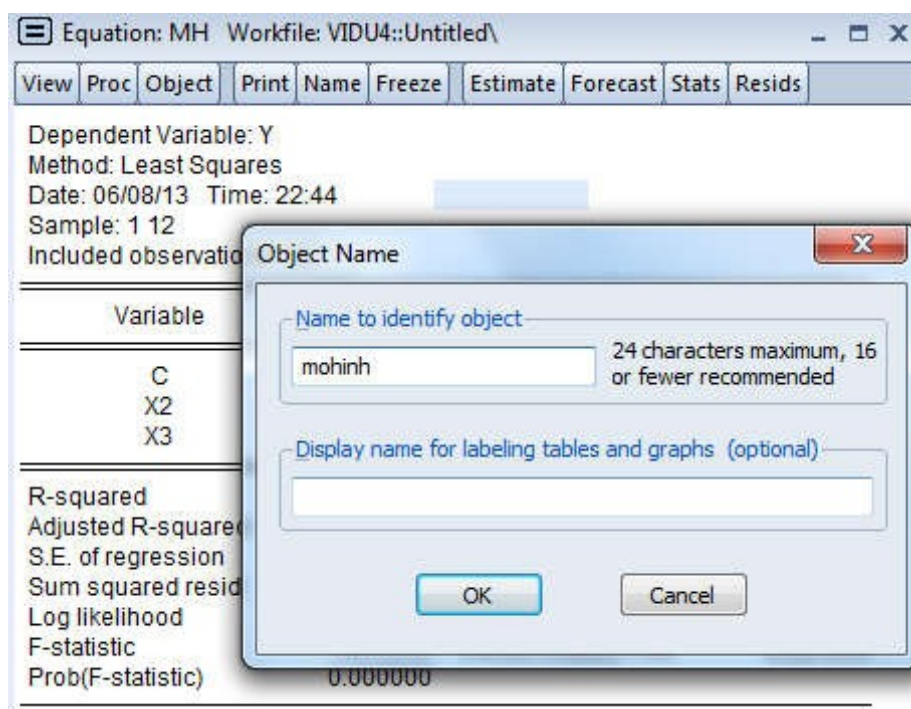 Equation: MH Workfile: VIDU4::Untitled\
View Proc Object Print Name Freeze Estimate Forecast Stats Resids
Dependent Variable: Y
Method: Least Squares
Date: 06/08/13 Time: 22:44
Sample: 1 12
Included
Object Name
Variable
Name to identify object
mohinh
24 characters maximum, 16
or fewer recommended
C
X2
X3
Display name for labeling tables and graphs (optional)
R-squared
Adjusted
S.E. of regression
Sum squared resid
Log likelihood
F-statistic
Prob(F-statistic) 0.000000
OK
Cancel